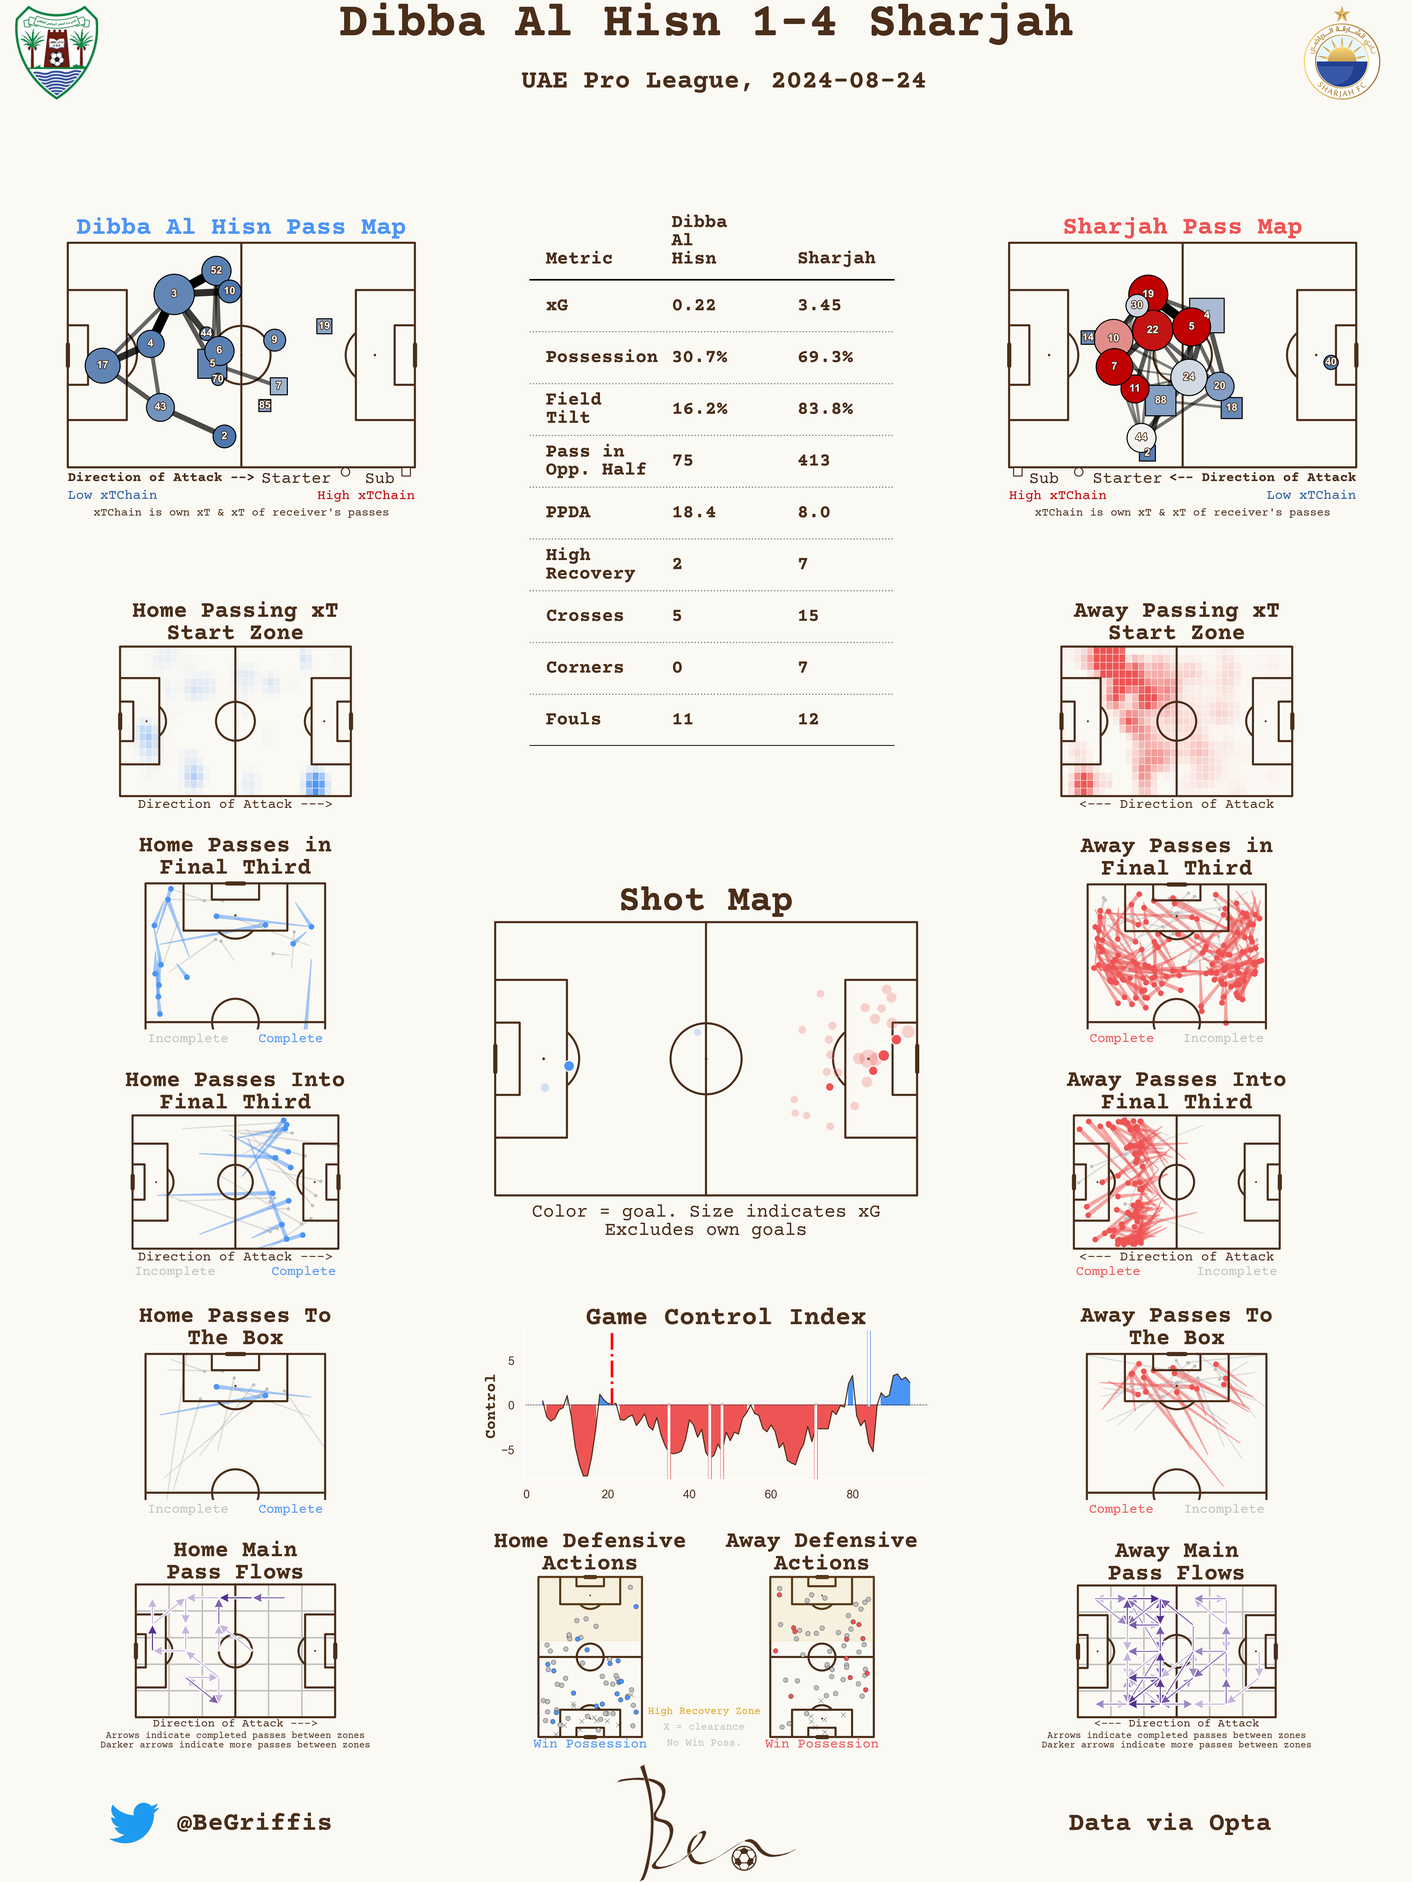 Dibba Al Hisn 1-4 Sharjah
UAE Pro League, 2024-08-24
SHARJAH FC
Dibba Al Hisn Pass Map
52
3
10
44
9
19
4
6
5
17
70
7
43
85
2
Direction of Attack --> Starter Sub
Low xTChain High xTChain
xTChain is own xT & xT of receiver's passes
Metric Dibba Al Hisn Sharjah
xG 0.22 3.45
Possession 30.7% 69.3%
Field Tilt 16.2% 83.8%
Pass in Opp. Half 75 413
PPDA 18.4 8.0
High Recovery 2 7
Crosses 5 15
Corners 0 7
Fouls 11 12
Sharjah Pass Map
19
30
4
22
5
14
10
40
7
24
20
11
88
18
44
2
Sub Starter <-- Direction of Attack
High xTChain Low xTChain
xTChain is own xT & xT of receiver's passes
Home Passing xT
Start Zone
Direction of Attack --->
Away Passing xT
Start Zone
<--- Direction of Attack
Home Passes in
Final Third
Incomplete Complete
Away Passes in
Final Third
Complete Incomplete
Shot Map
Color = goal. Size indicates xG
Excludes own goals
Home Passes Into
Final Third
Direction of Attack --->
Incomplete Complete
Away Passes Into
Final Third
<--- Direction of Attack
Complete Incomplete
Home Passes To
The Box
Incomplete Complete
Game Control Index
Control
5
0
−5
0 20 40 60 80
Away Passes To
The Box
Complete Incomplete
Home Main
Pass Flows
Direction of Attack --->
Arrows indicate completed passes between zones
Darker arrows indicate more passes between zones
Home Defensive
Actions
Win Possession
High Recovery Zone
X = clearance
No Win Poss.
Away Defensive
Actions
Win Possession
Away Main
Pass Flows
<--- Direction of Attack
Arrows indicate completed passes between zones
Darker arrows indicate more passes between zones
@BeGriffis
Ben
Data via Opta